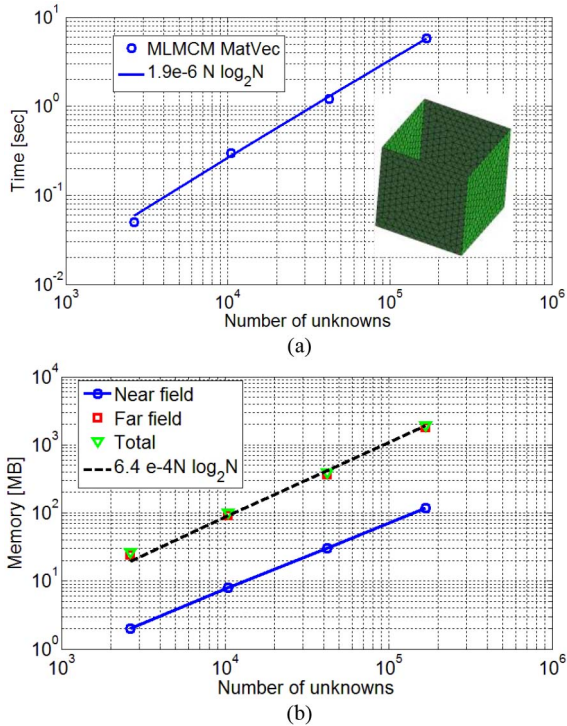 10^1
10^0
10^-1
10^-2
Time [sec]
MLMCM MatVec
1.9e-6 N log_2N
10^3 10^4 10^5 10^6
Number of unknowns
(a)
10^4
10^3
10^2
10^1
10^0
Memory [MB]
Near field
Far field
Total
6.4 e-4N log_2N
10^3 10^4 10^5 10^6
Number of unknowns
(b)